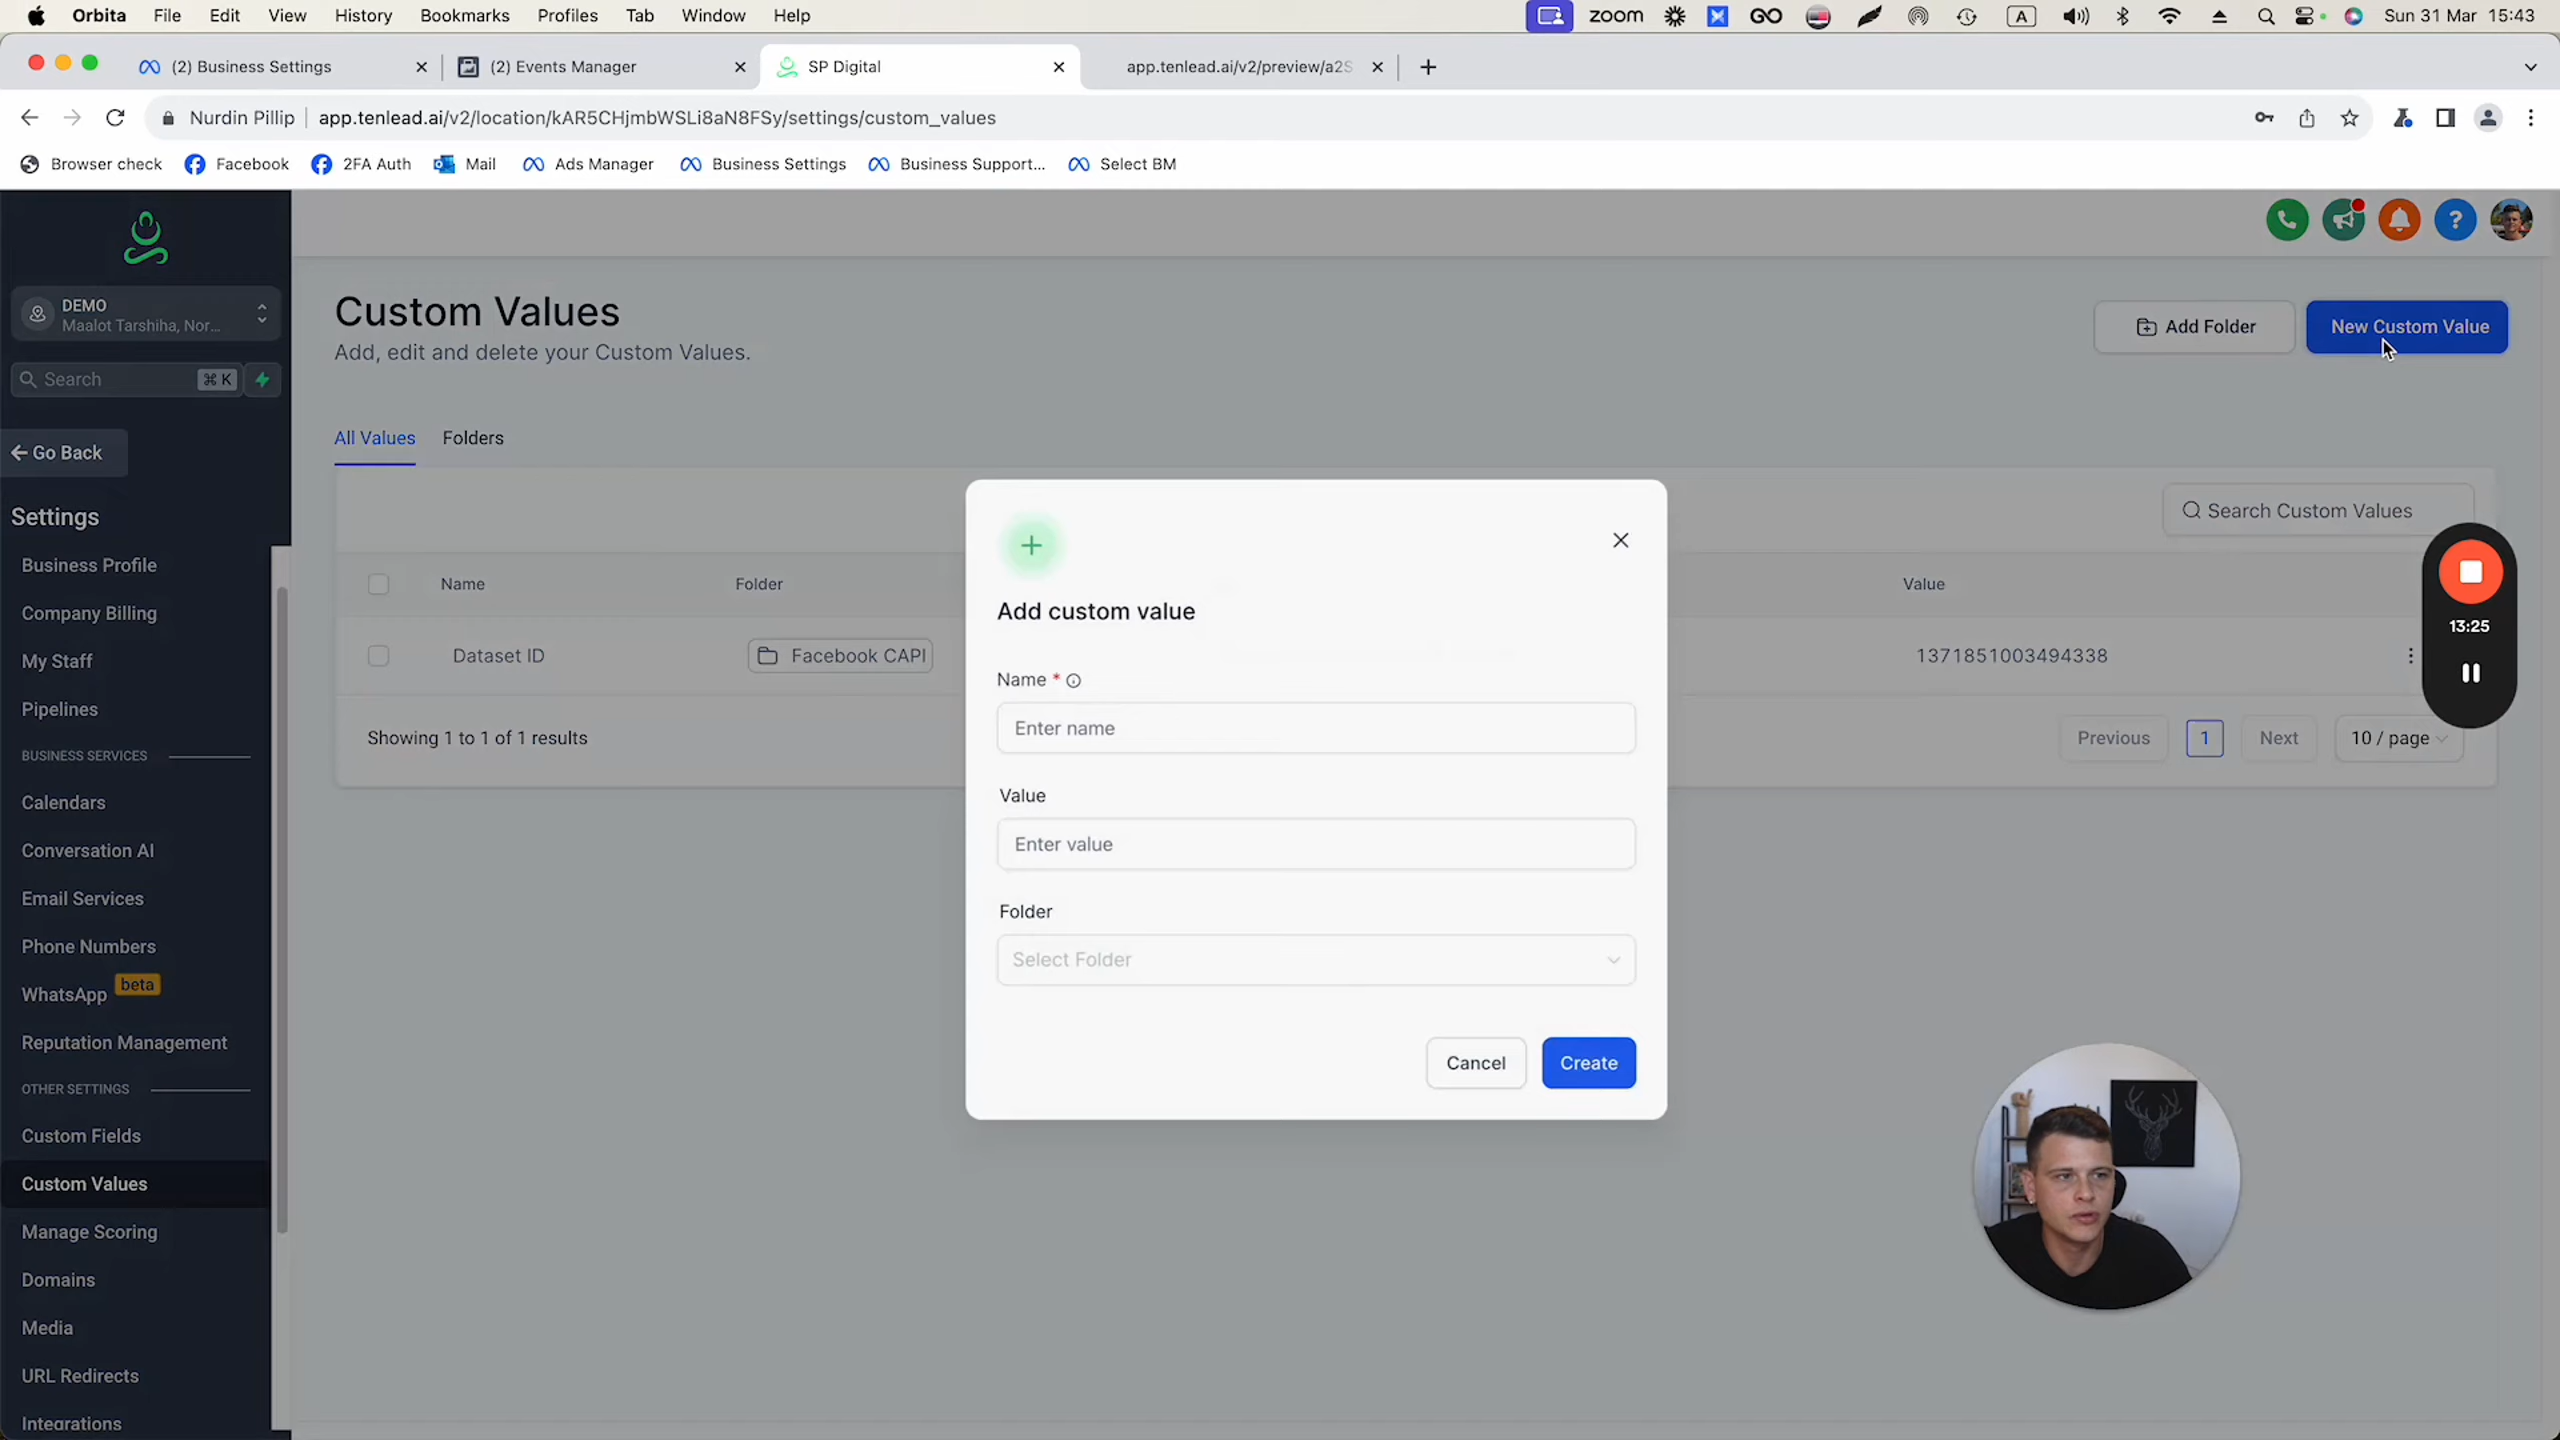 Orbita File Edit View History Bookmarks Profiles Tab Window Help zoom A Sun 31 Mar 15:43
(2) Business Settings (2) Events Manager SP Digital app.tenlead.ai/v2/preview/a2S
Nurdin Pillip app.tenlead.ai/v2/location/kAR5CHjmbWSLi8aN8FSy/settings/custom_values
Browser check Facebook 2FA Auth Mail Ads Manager Business Settings Business Support... Select BM
DEMO
Maalot Tarshiha, Nor...
Search ⌘ K
Go Back
Settings
Business Profile
Company Billing
My Staff
Pipelines
BUSINESS SERVICES
Calendars
Conversation AI
Email Services
Phone Numbers
WhatsApp beta
Reputation Management
OTHER SETTINGS
Custom Fields
Custom Values
Manage Scoring
Domains
Media
URL Redirects
Integrations
Custom Values
Add, edit and delete your Custom Values.
Add Folder New Custom Value
All Values Folders
Search Custom Values
Name Folder Value
Dataset ID Facebook CAPI 1371851003494338
Showing 1 to 1 of 1 results
Previous 1 Next 10 / page
13:25
Add custom value
Name *
Enter name
Value
Enter value
Folder
Select Folder
Cancel Create